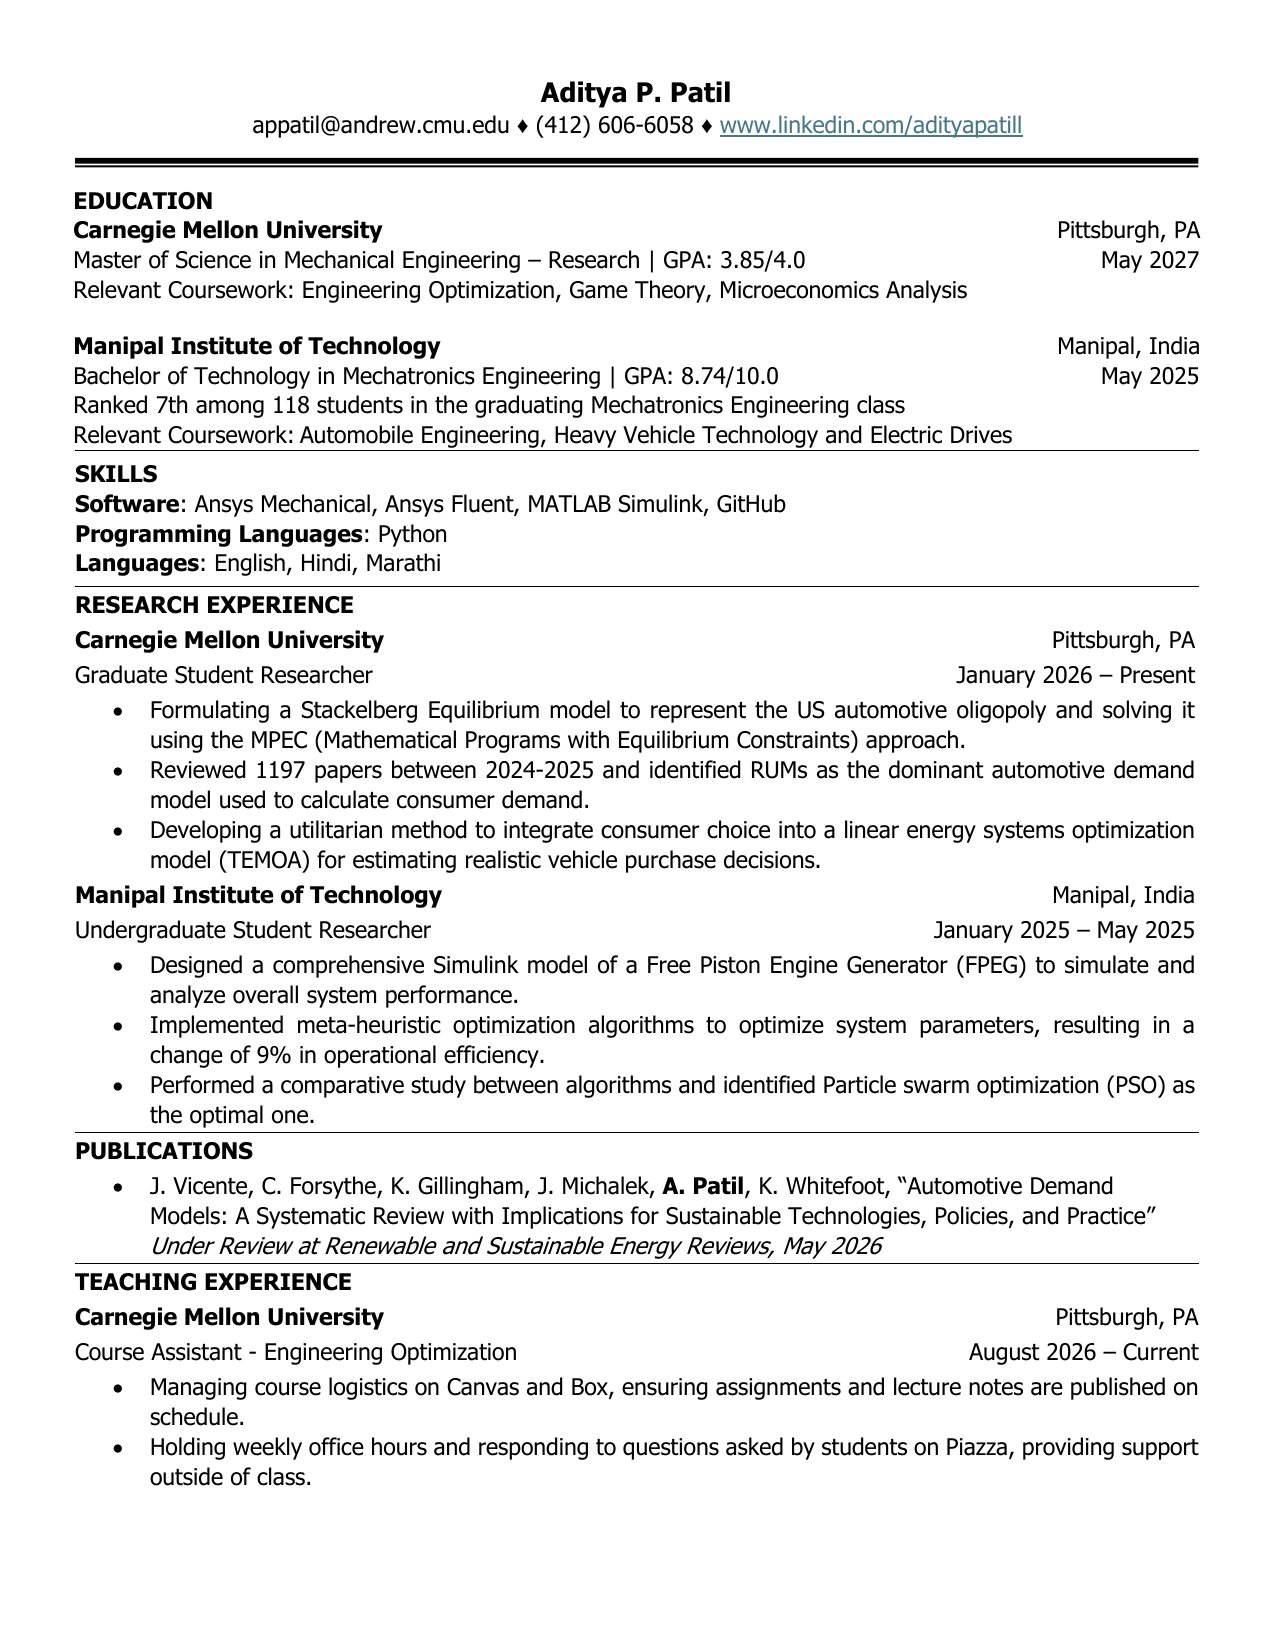 Aditya P. Patil
appatil@andrew.cmu.edu ♦ (412) 606-6058 ♦ www.linkedin.com/adityapatill
EDUCATION
Carnegie Mellon University Pittsburgh, PA
Master of Science in Mechanical Engineering – Research | GPA: 3.85/4.0 May 2027
Relevant Coursework: Engineering Optimization, Game Theory, Microeconomics Analysis
Manipal Institute of Technology Manipal, India
Bachelor of Technology in Mechatronics Engineering | GPA: 8.74/10.0 May 2025
Ranked 7th among 118 students in the graduating Mechatronics Engineering class
Relevant Coursework: Automobile Engineering, Heavy Vehicle Technology and Electric Drives
SKILLS
Software: Ansys Mechanical, Ansys Fluent, MATLAB Simulink, GitHub
Programming Languages: Python
Languages: English, Hindi, Marathi
RESEARCH EXPERIENCE
Carnegie Mellon University Pittsburgh, PA
Graduate Student Researcher January 2026 – Present
• Formulating a Stackelberg Equilibrium model to represent the US automotive oligopoly and solving it
using the MPEC (Mathematical Programs with Equilibrium Constraints) approach.
• Reviewed 1197 papers between 2024-2025 and identified RUMs as the dominant automotive demand
model used to calculate consumer demand.
• Developing a utilitarian method to integrate consumer choice into a linear energy systems optimization
model (TEMOA) for estimating realistic vehicle purchase decisions.
Manipal Institute of Technology Manipal, India
Undergraduate Student Researcher January 2025 – May 2025
• Designed a comprehensive Simulink model of a Free Piston Engine Generator (FPEG) to simulate and
analyze overall system performance.
• Implemented meta-heuristic optimization algorithms to optimize system parameters, resulting in a
change of 9% in operational efficiency.
• Performed a comparative study between algorithms and identified Particle swarm optimization (PSO) as
the optimal one.
PUBLICATIONS
• J. Vicente, C. Forsythe, K. Gillingham, J. Michalek, A. Patil, K. Whitefoot, “Automotive Demand
Models: A Systematic Review with Implications for Sustainable Technologies, Policies, and Practice”
Under Review at Renewable and Sustainable Energy Reviews, May 2026
TEACHING EXPERIENCE
Carnegie Mellon University Pittsburgh, PA
Course Assistant - Engineering Optimization August 2026 – Current
• Managing course logistics on Canvas and Box, ensuring assignments and lecture notes are published on
schedule.
• Holding weekly office hours and responding to questions asked by students on Piazza, providing support
outside of class.